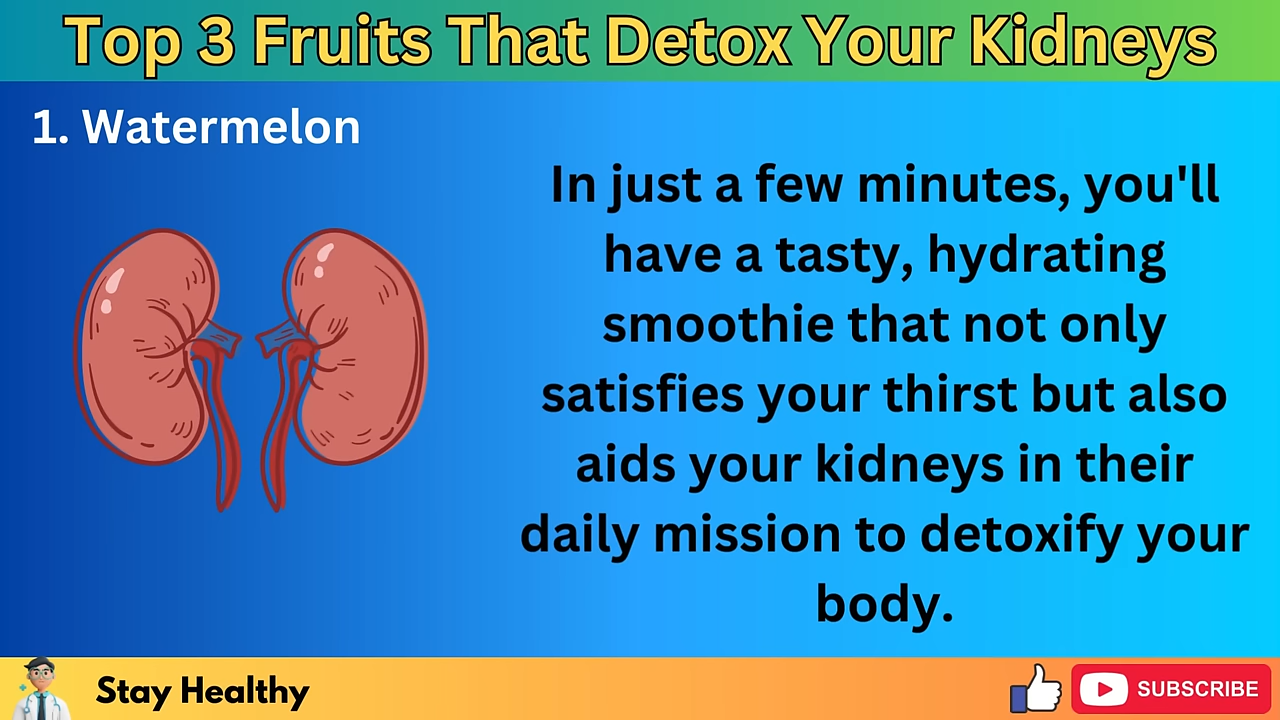 Top 3 Fruits That Detox Your Kidneys
1. Watermelon
In just a few minutes, you'll
have a tasty, hydrating
smoothie that not only
satisfies your thirst but also
aids your kidneys in their
daily mission to detoxify your
body.
Stay Healthy
SUBSCRIBE